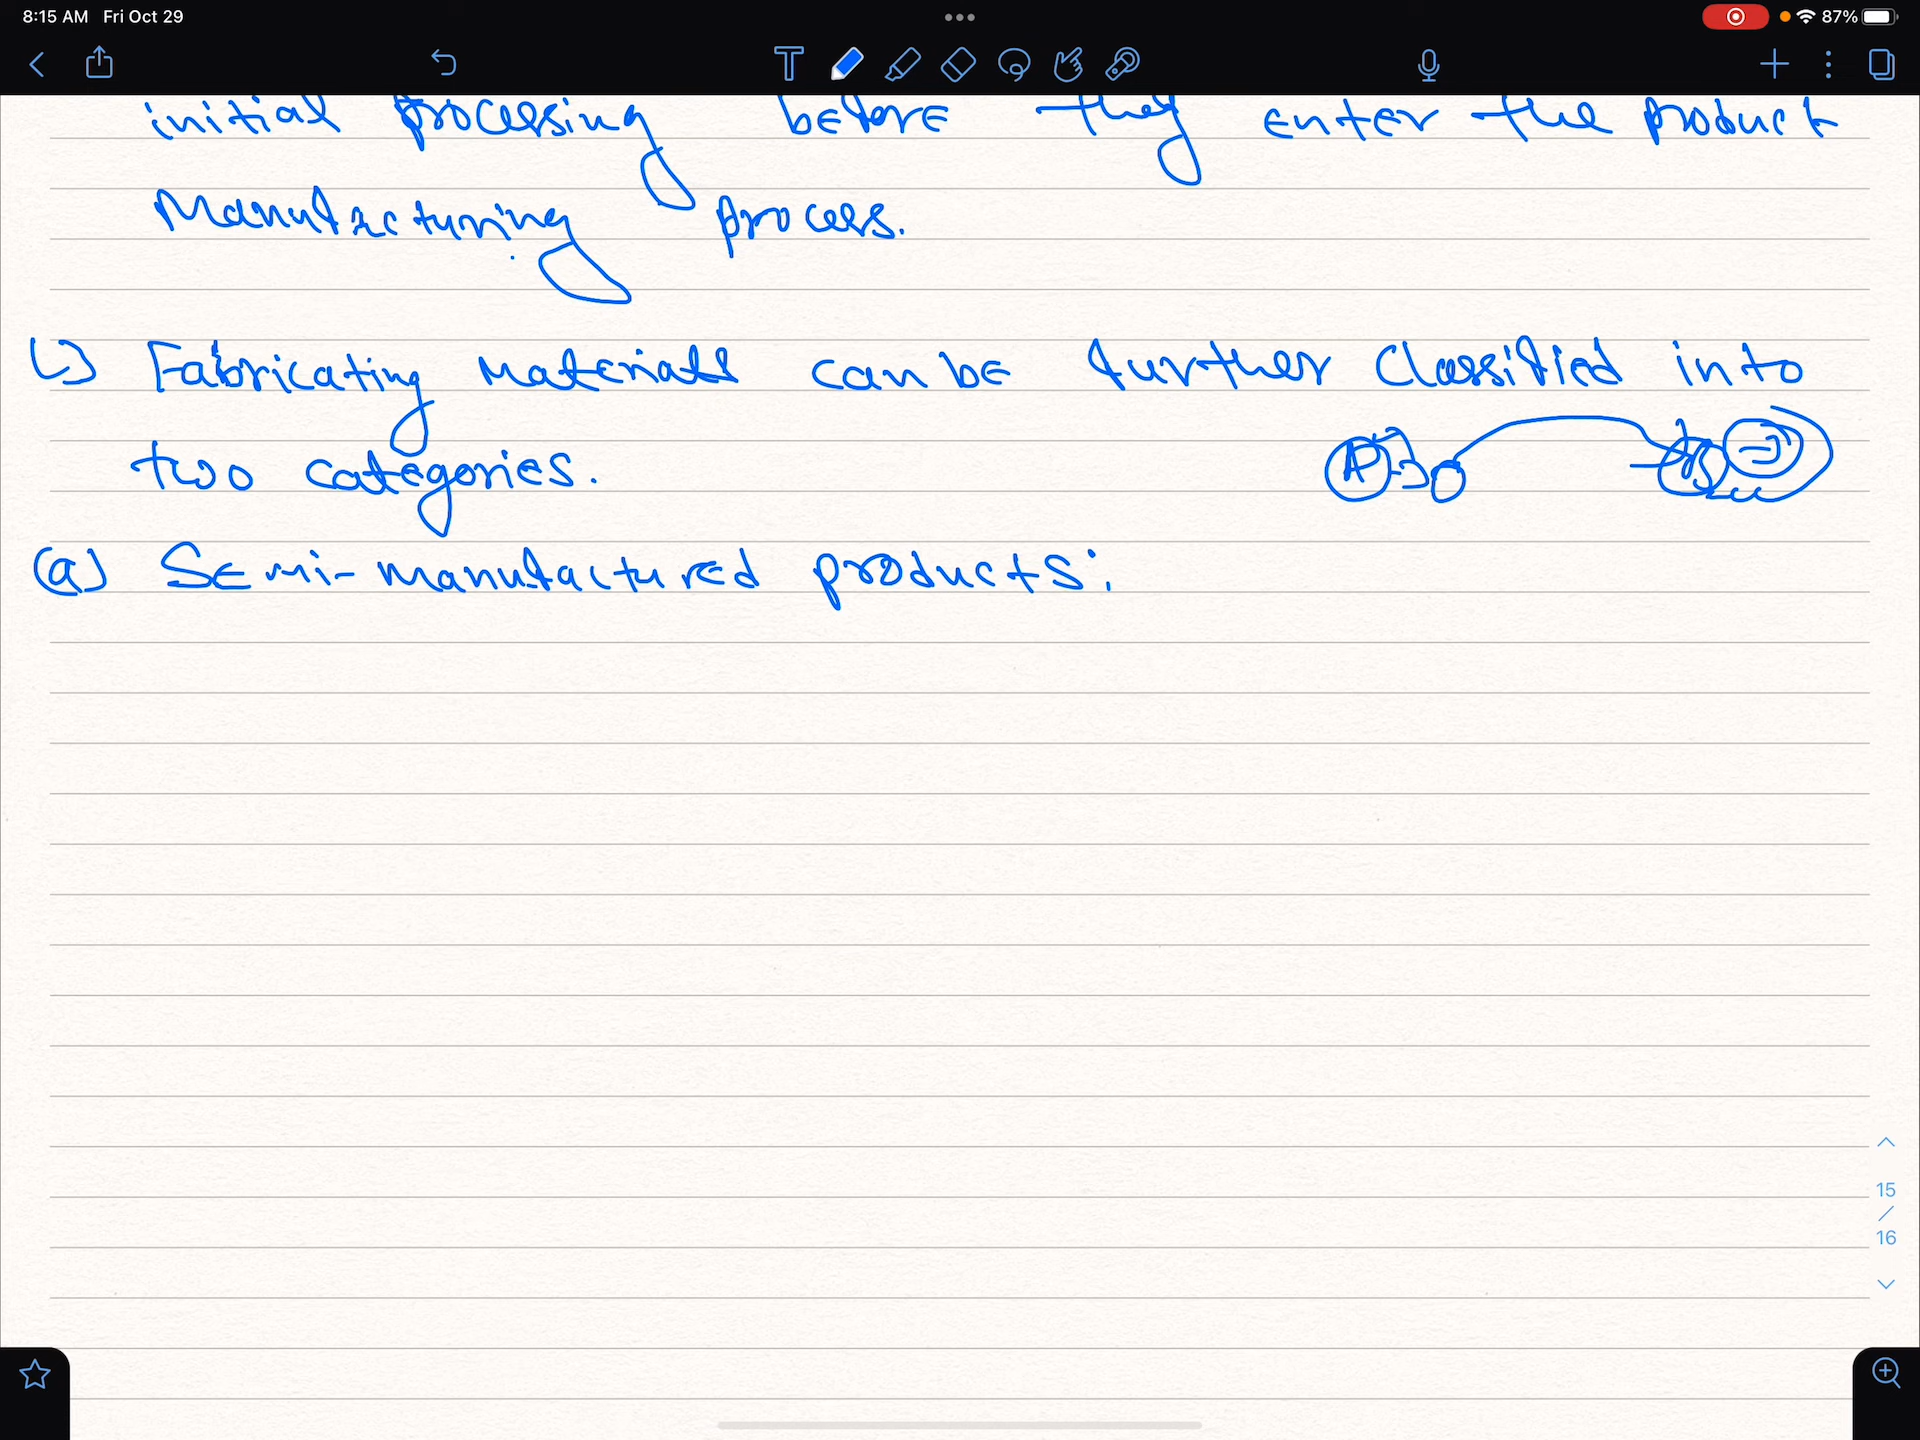 8:15 AM Fri Oct 29
87%
initial processing before they enter the product
Manufacturing process.
Fabricating Materials can be further classified into
two categories.
(a) Semi-manufactured products:
15
/
16